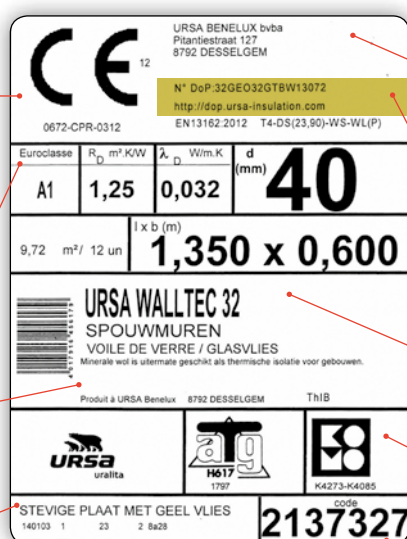 CE
12
0672-CPR-0312
URSA BENELUX bvba
Pitantiestraat 127
8792 DESSELGEM
N° DoP:32GEO32GTBW13072
http://dop.ursa-insulation.com
EN13162:2012 T4-DS(23,90)-WS-WL(P)
Euroclasse
A1
RD m².K/W
1,25
λD W/m.K
0,032
d (mm)
40
9,72 m²/ 12 un
l x b (m)
1,350 x 0,600
URSA WALLTEC 32
SPOUWMUREN
VOILE DE VERRE / GLASVLIES
Minerale wol is uitermate geschikt als thermische isolatie voor gebouwen.
Produit à URSA Benelux 8792 DESSELGEM ThIB
URSA
uralita
atg
H617
1797
KOMO
K4273-K4085
STEVIGE PLAAT MET GEEL VLIES
140103 1 23 2 8a28
code
2137327